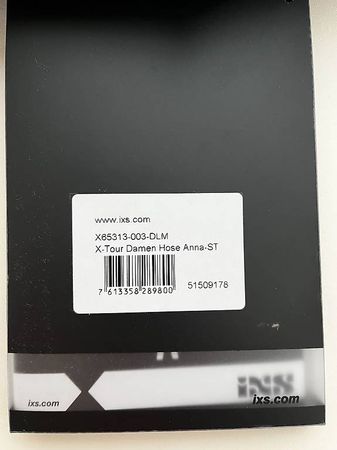 www.ixs.com
X65313-003-DLM
X-Tour Damen Hose Anna-ST
7 613358 289800
51509178
iXS
ixs.com
ixs.com